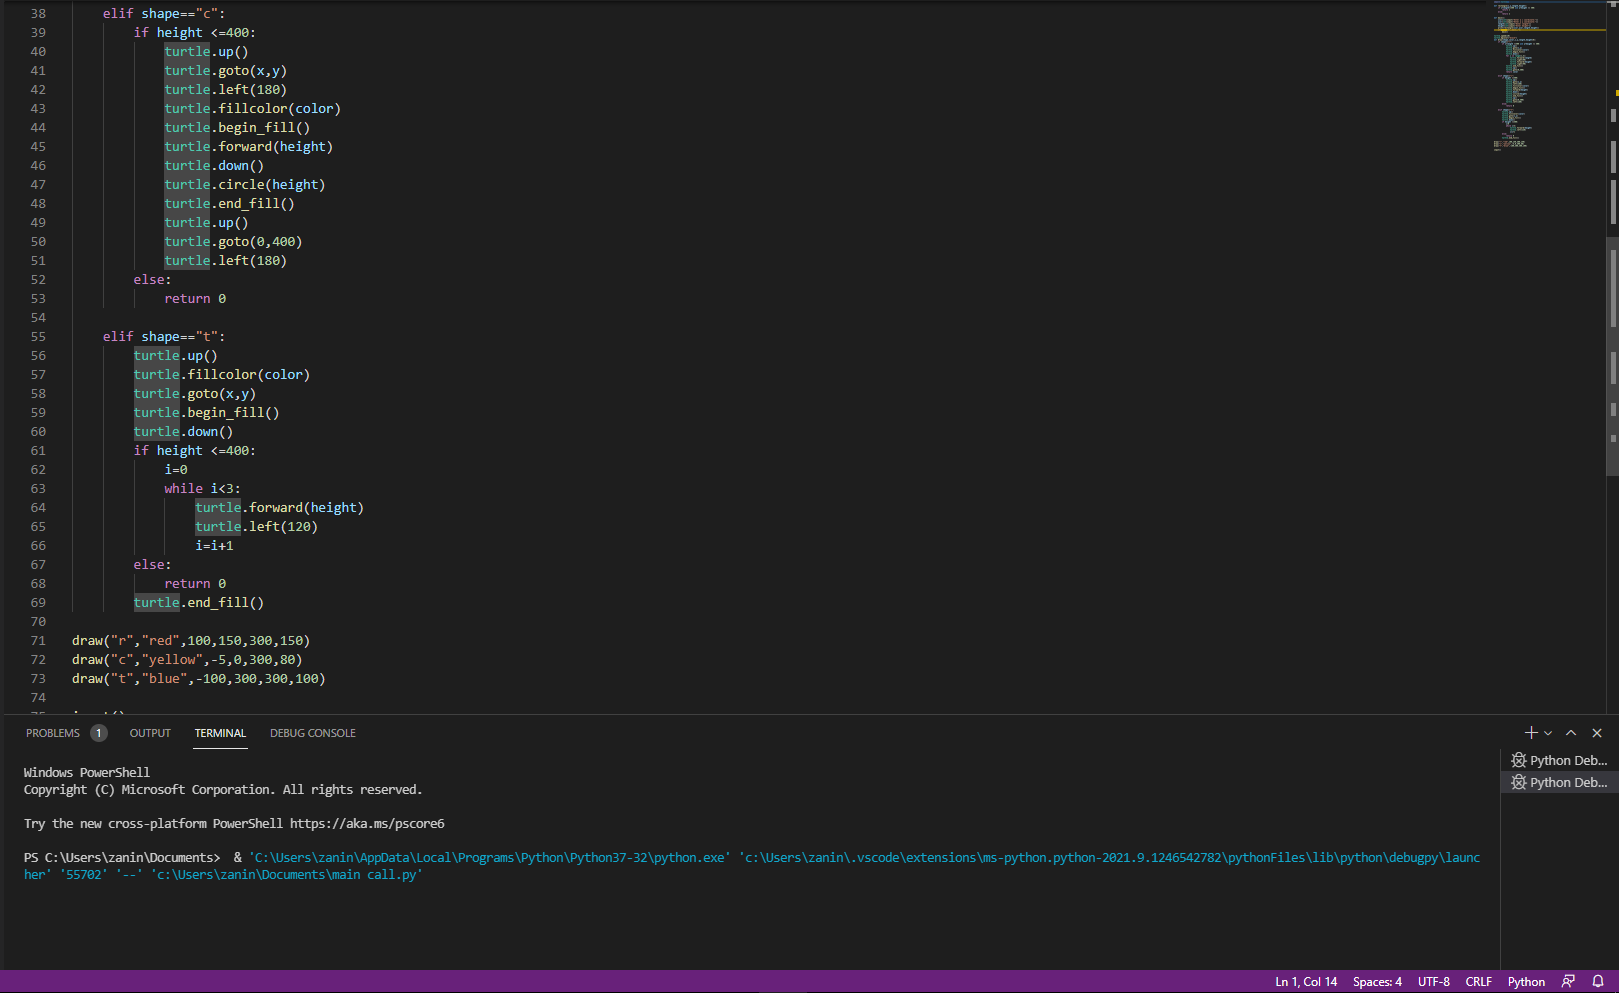 38 elif shape=="c":
39 if height <=400:
40 turtle.up()
41 turtle.goto(x,y)
42 turtle.left(180)
43 turtle.fillcolor(color)
44 turtle.begin_fill()
45 turtle.forward(height)
46 turtle.down()
47 turtle.circle(height)
48 turtle.end_fill()
49 turtle.up()
50 turtle.goto(0,400)
51 turtle.left(180)
52 else:
53 return 0
54
55 elif shape=="t":
56 turtle.up()
57 turtle.fillcolor(color)
58 turtle.goto(x,y)
59 turtle.begin_fill()
60 turtle.down()
61 if height <=400:
62 i=0
63 while i<3:
64 turtle.forward(height)
65 turtle.left(120)
66 i=i+1
67 else:
68 return 0
69 turtle.end_fill()
70
71 draw("r","red",100,150,300,150)
72 draw("c","yellow",-5,0,300,80)
73 draw("t","blue",-100,300,300,100)
74
PROBLEMS 1 OUTPUT TERMINAL DEBUG CONSOLE
Python Deb...
Python Deb...
Windows PowerShell
Copyright (C) Microsoft Corporation. All rights reserved.
Try the new cross-platform PowerShell https://aka.ms/pscore6
PS C:\Users\zanin\Documents> & 'C:\Users\zanin\AppData\Local\Programs\Python\Python37-32\python.exe' 'c:\Users\zanin\.vscode\extensions\ms-python.python-2021.9.1246542782\pythonFiles\lib\python\debugpy\launc
her' '55702' '--' 'c:\Users\zanin\Documents\main call.py'
Ln 1, Col 14 Spaces: 4 UTF-8 CRLF Python